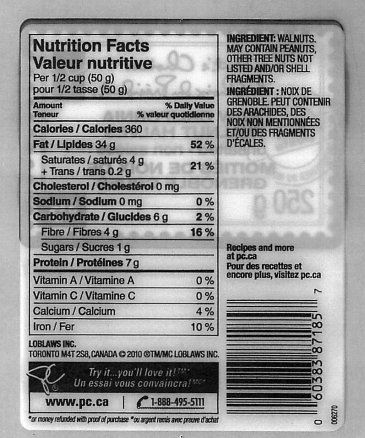 Nutrition Facts
Valeur nutritive
Per 1/2 cup (50 g)
pour 1/2 tasse (50 g)
Amount % Daily Value
Teneur % valeur quotidienne
Calories / Calories 360
Fat / Lipides 34 g 52 %
Saturates / saturés 4 g
+ Trans / trans 0.2 g 21 %
Cholesterol / Cholestérol 0 mg
Sodium / Sodium 0 mg 0 %
Carbohydrate / Glucides 6 g 2 %
Fibre / Fibres 4 g 16 %
Sugars / Sucres 1 g
Protein / Protéines 7 g
Vitamin A / Vitamine A 0 %
Vitamin C / Vitamine C 0 %
Calcium / Calcium 4 %
Iron / Fer 10 %
LOBLAWS INC.
TORONTO M4T 2S8, CANADA © 2010 ®TM/MC LOBLAWS INC.
Try it...you'll love it!™*
Un essai vous convaincra!MC*
www.pc.ca 1-888-495-5111
*or money refunded with proof of purchase *ou argent remis avec preuve d'achat
INGREDIENT: WALNUTS.
MAY CONTAIN PEANUTS,
OTHER TREE NUTS NOT
LISTED AND/OR SHELL
FRAGMENTS.
INGRÉDIENT : NOIX DE
GRENOBLE. PEUT CONTENIR
DES ARACHIDES, DES
NOIX NON MENTIONNÉES
ET/OU DES FRAGMENTS
D'ÉCALES.
250 g
Recipes and more
at pc.ca
Pour des recettes et
encore plus, visitez pc.ca
0 60383 87185 7
006270